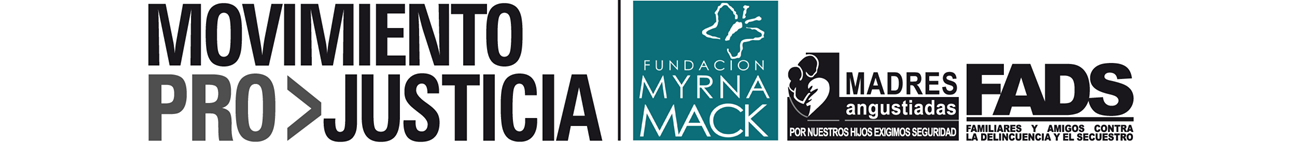 MOVIMIENTO
PRO>JUSTICIA
FUNDACION
MYRNA
MACK
MADRES
angustiadas
POR NUESTROS HIJOS EXIGIMOS SEGURIDAD
FADS
FAMILIARES Y AMIGOS CONTRA
LA DELINCUENCIA Y EL SECUESTRO